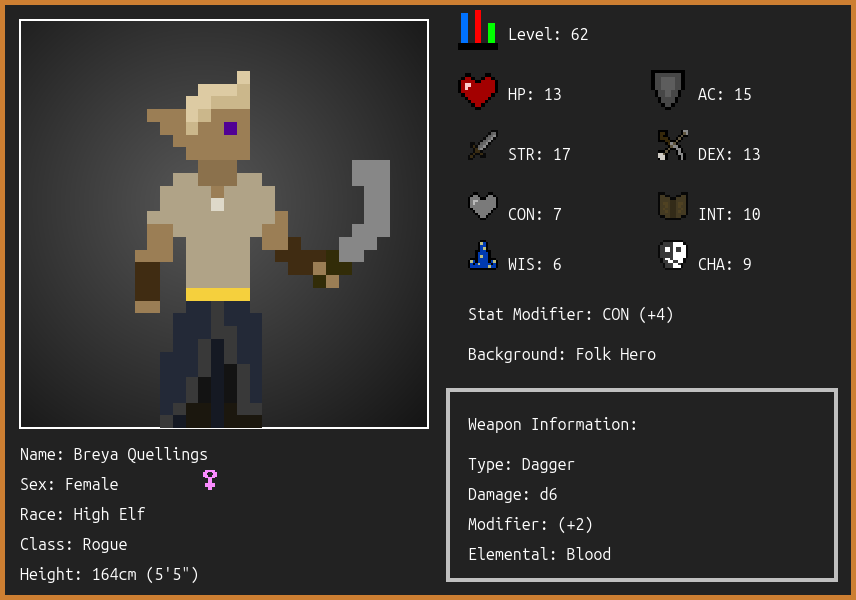 Level: 62
HP: 13
AC: 15
STR: 17
DEX: 13
CON: 7
INT: 10
WIS: 6
CHA: 9
Stat Modifier: CON (+4)
Background: Folk Hero
Weapon Information:
Type: Dagger
Damage: d6
Modifier: (+2)
Elemental: Blood
Name: Breya Quellings
Sex: Female
Race: High Elf
Class: Rogue
Height: 164cm (5'5")